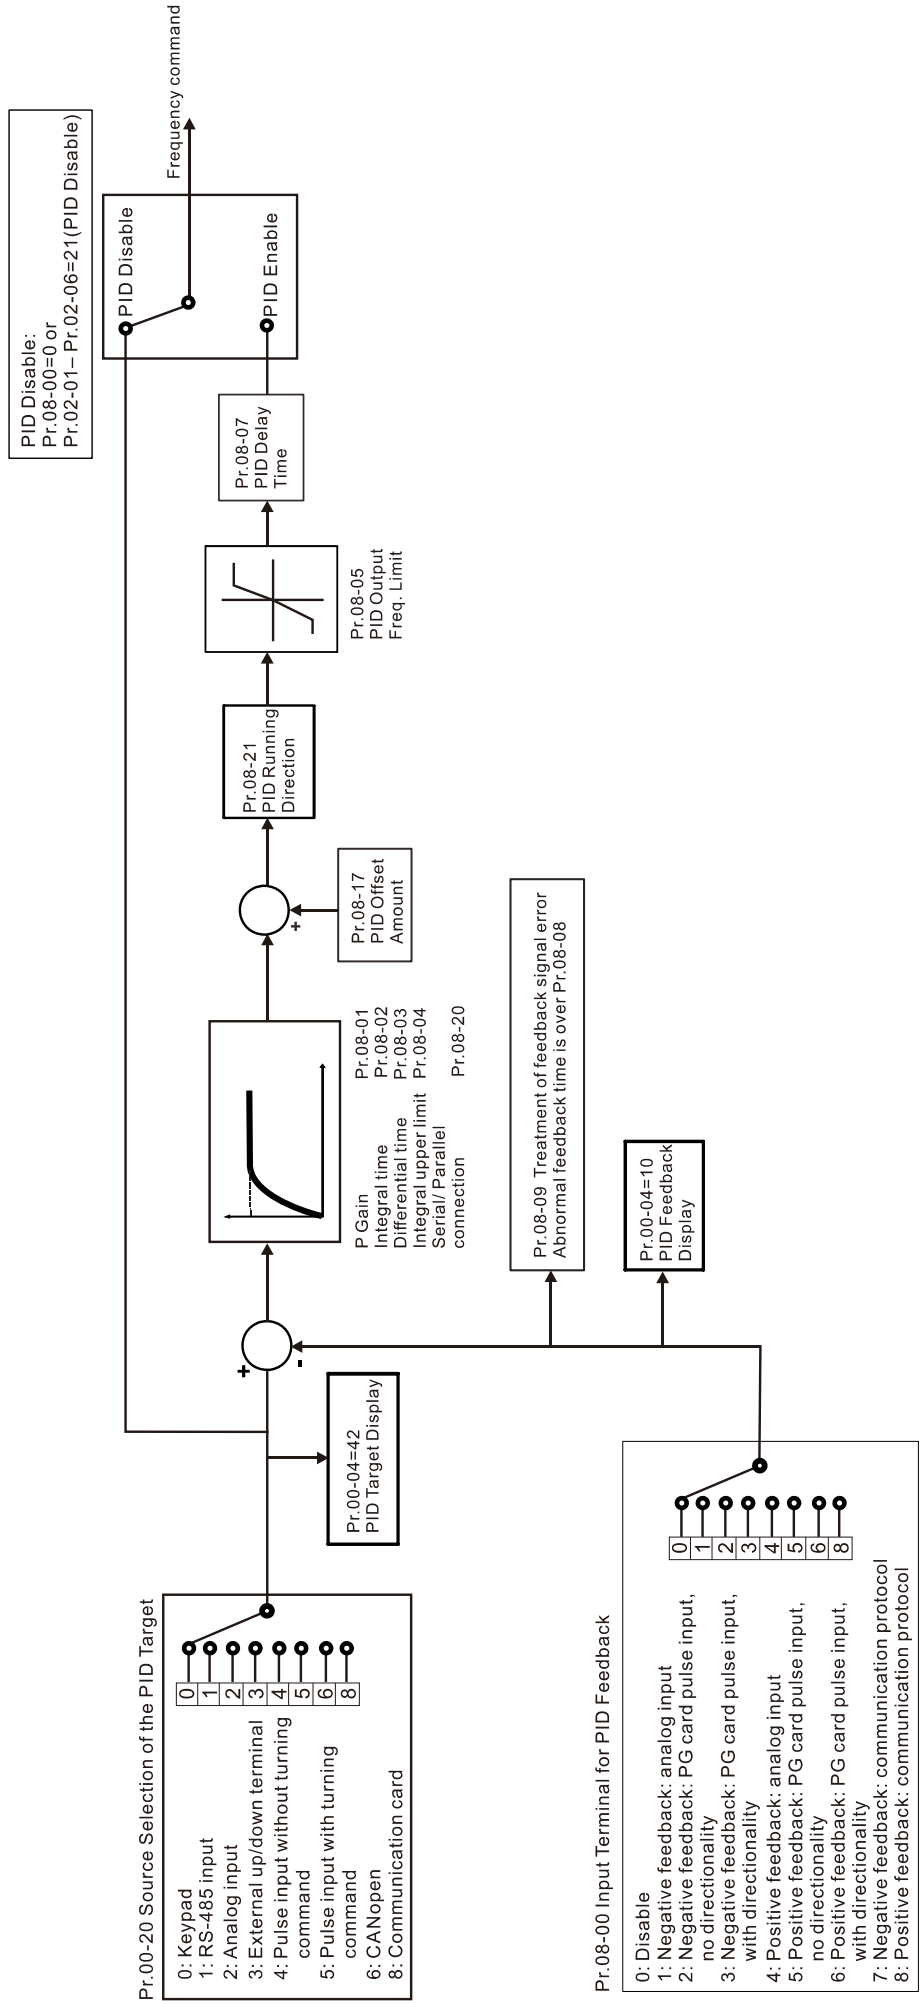 Pr.00-20 Source Selection of the PID Target
0: Keypad
1: RS-485 input
2: Analog input
3: External up/down terminal
4: Pulse input without turning
command
5: Pulse input with turning
command
6: CANopen
8: Communication card
0
1
2
3
4
5
6
8
Pr.00-04=42
PID Target Display
+
-
P Gain Pr.08-01
Integral time Pr.08-02
Differential time Pr.08-03
Integral upper limit Pr.08-04
Serial/ Parallel
connection Pr.08-20
+
Pr.08-17
PID Offset
Amount
Pr.08-21
PID Running
Direction
Pr.08-05
PID Output
Freq. Limit
Pr.08-07
PID Delay
Time
PID Disable:
Pr.08-00=0 or
Pr.02-01– Pr.02-06=21(PID Disable)
PID Disable
PID Enable
Frequency command
Pr.08-09 Treatment of feedback signal error
Abnormal feedback time is over Pr.08-08
Pr.00-04=10
PID Feedback
Display
Pr.08-00 Input Terminal for PID Feedback
0: Disable
1: Negative feedback: analog input
2: Negative feedback: PG card pulse input,
no directionality
3: Negative feedback: PG card pulse input,
with directionality
4: Positive feedback: analog input
5: Positive feedback: PG card pulse input,
no directionality
6: Positive feedback: PG card pulse input,
with directionality
7: Negative feedback: communication protocol
8: Positive feedback: communication protocol
0
1
2
3
4
5
6
8